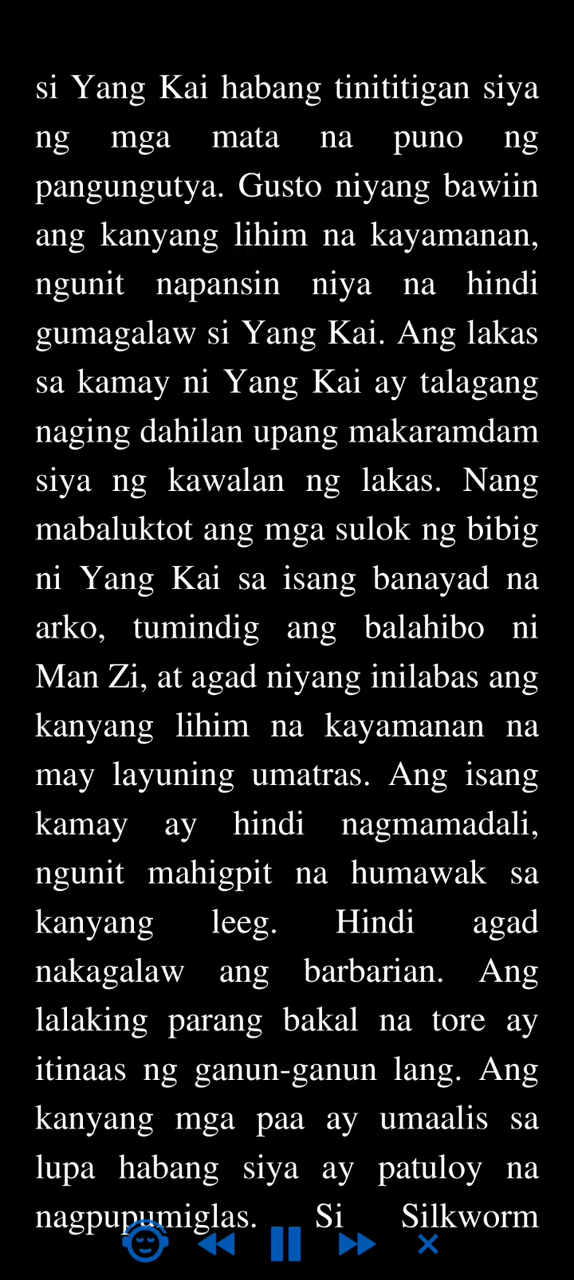 si Yang Kai habang tinititigan siya
ng mga mata na puno ng
pangungutya. Gusto niyang bawiin
ang kanyang lihim na kayamanan,
ngunit napansin niya na hindi
gumagalaw si Yang Kai. Ang lakas
sa kamay ni Yang Kai ay talagang
naging dahilan upang makaramdam
siya ng kawalan ng lakas. Nang
mabaluktot ang mga sulok ng bibig
ni Yang Kai sa isang banayad na
arko, tumindig ang balahibo ni
Man Zi, at agad niyang inilabas ang
kanyang lihim na kayamanan na
may layuning umatras. Ang isang
kamay ay hindi nagmamadali,
ngunit mahigpit na humawak sa
kanyang leeg. Hindi agad
nakagalaw ang barbarian. Ang
lalaking parang bakal na tore ay
itinaas ng ganun-ganun lang. Ang
kanyang mga paa ay umaalis sa
lupa habang siya ay patuloy na
nagpupumiglas. Si Silkworm